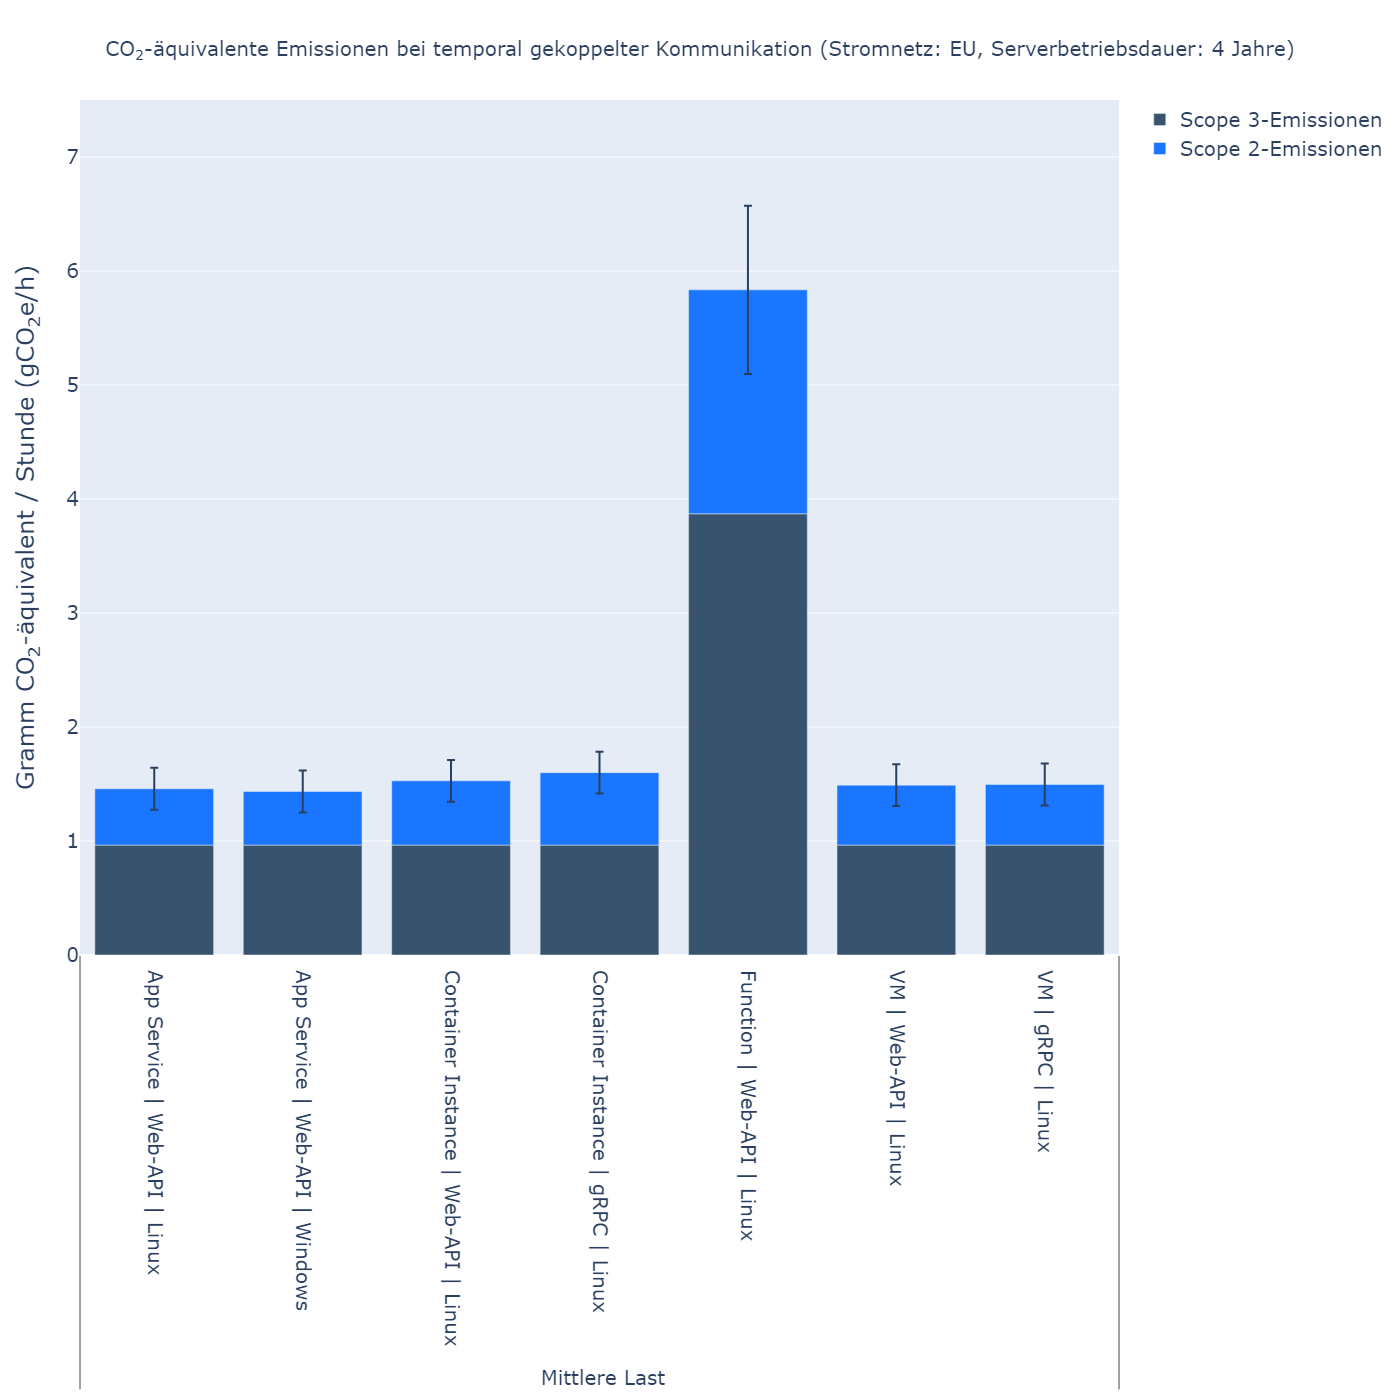 CO₂-äquivalente Emissionen bei temporal gekoppelter Kommunikation (Stromnetz: EU, Serverbetriebsdauer: 4 Jahre)
Scope 3-Emissionen
Scope 2-Emissionen
Gramm CO₂-äquivalent / Stunde (gCO₂e/h)
7
6
5
4
3
2
1
0
App Service | Web-API | Linux
App Service | Web-API | Windows
Container Instance | Web-API | Linux
Container Instance | gRPC | Linux
Function | Web-API | Linux
VM | Web-API | Linux
VM | gRPC | Linux
Mittlere Last